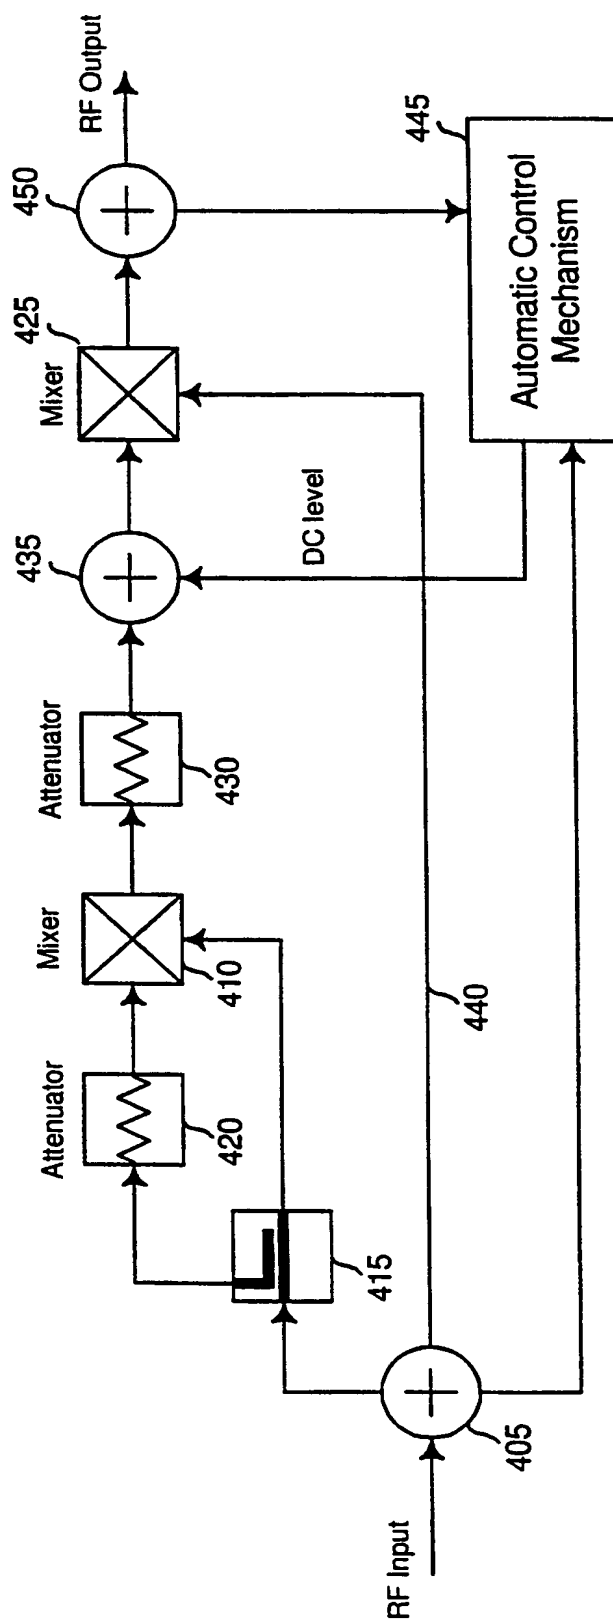 RF Input
405
415
Attenuator
420
Mixer
410
Attenuator
430
435
DC level
440
Mixer
425
450
RF Output
445
Automatic Control
Mechanism